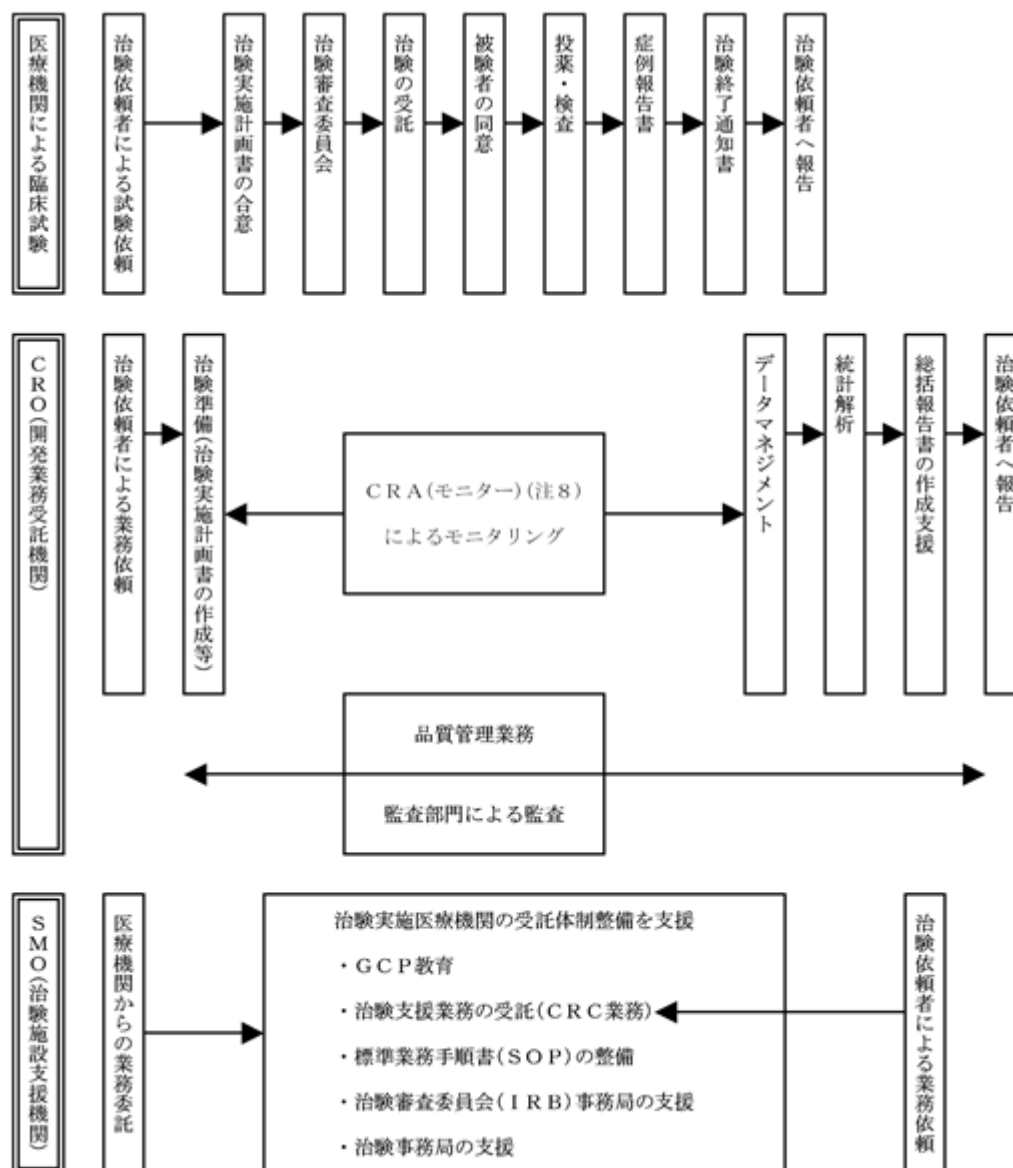 医療機関による臨床試験
治験依頼者による試験依頼
治験実施計画書の合意
治験審査委員会
治験の受託
被験者の同意
投薬・検査
症例報告書
治験終了通知書
治験依頼者へ報告
CRO(開発業務受託機関)
治験依頼者による業務依頼
治験準備(治験実施計画書の作成等)
CRA(モニター)(注8)
によるモニタリング
データマネジメント
統計解析
総括報告書の作成支援
治験依頼者へ報告
品質管理業務
監査部門による監査
SMO(治験施設支援機関)
医療機関からの業務委託
治験実施医療機関の受託体制整備を支援
・GCP教育
・治験支援業務の受託(CRC業務)
・標準業務手順書(SOP)の整備
・治験審査委員会(IRB)事務局の支援
・治験事務局の支援
治験依頼者による業務依頼